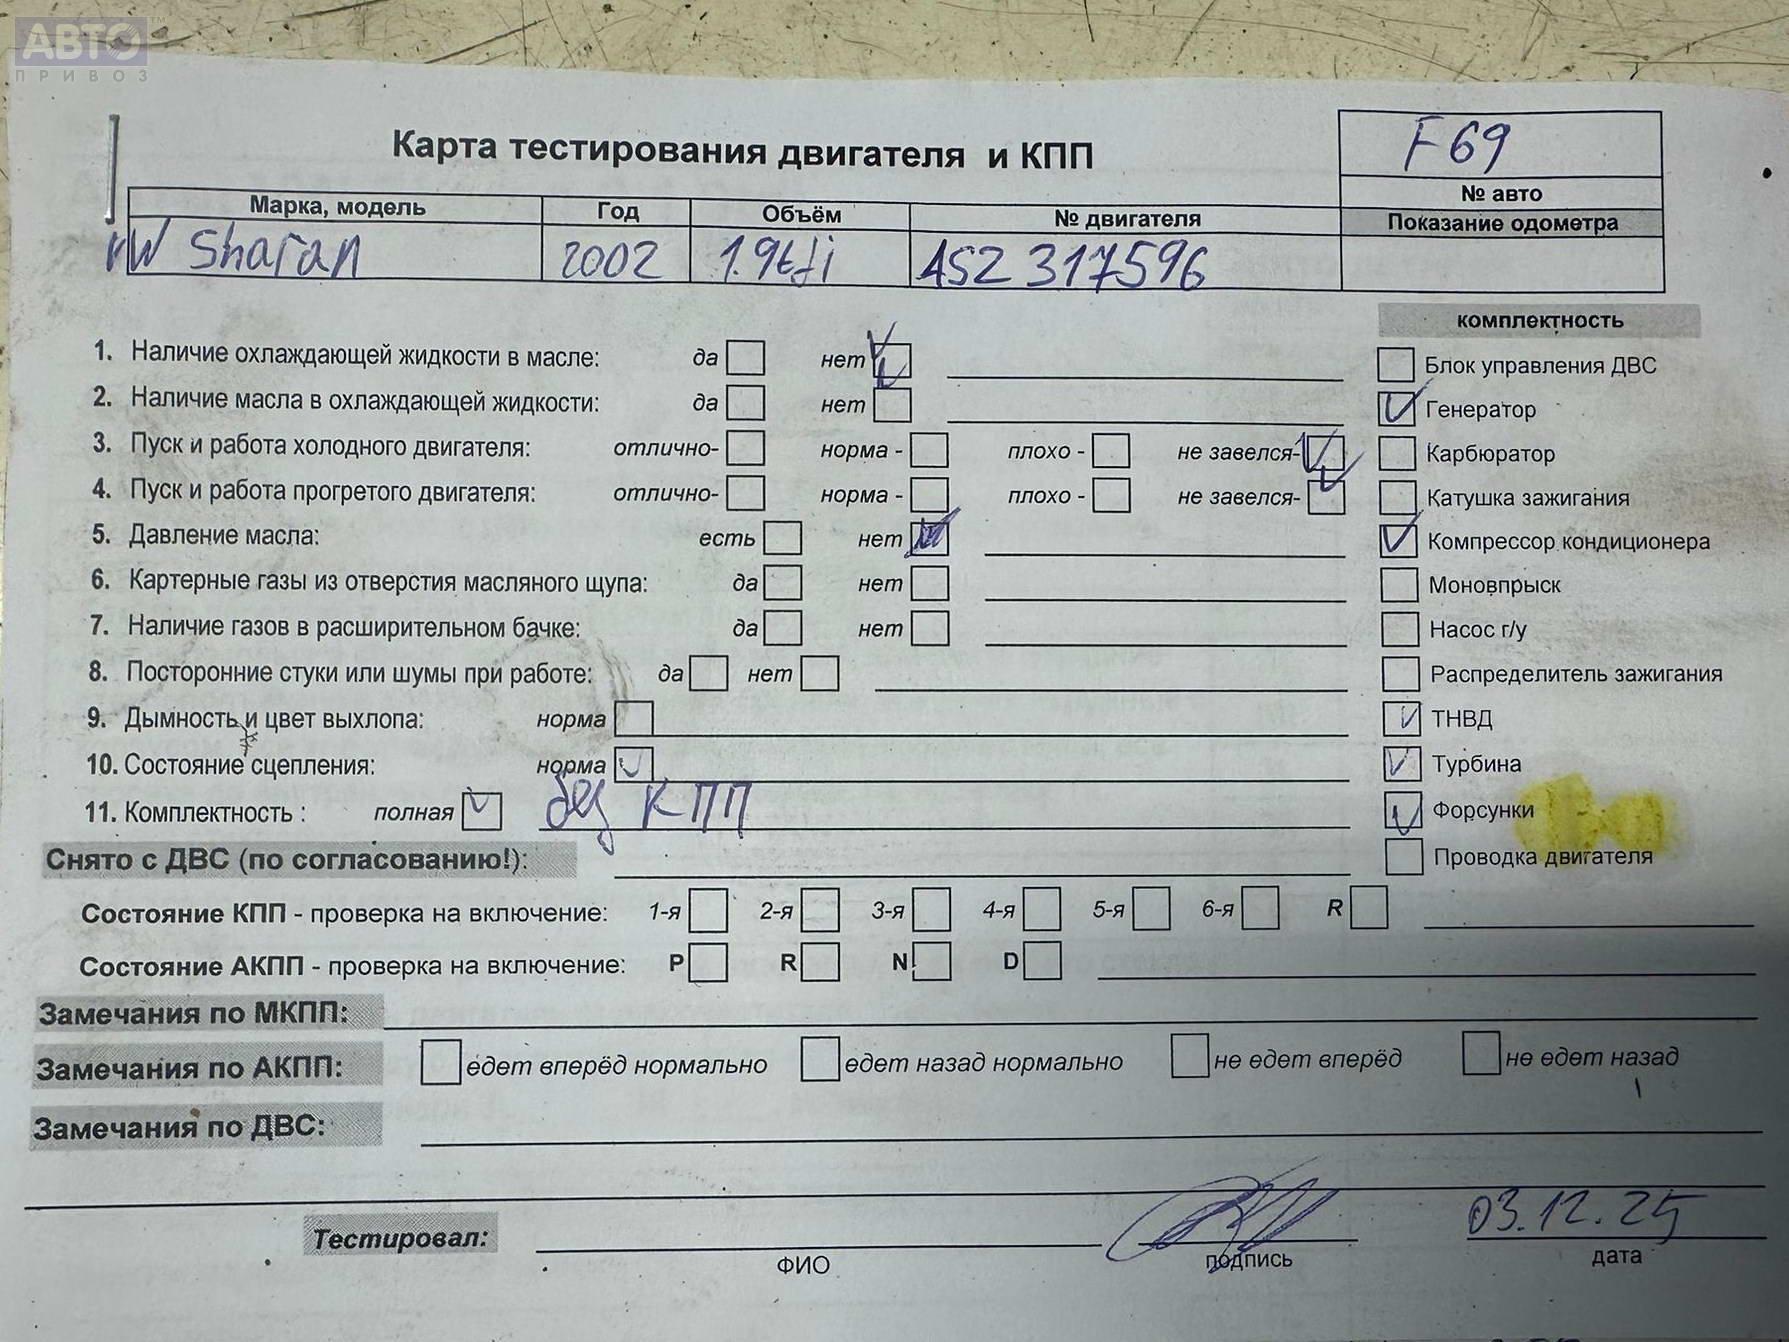 АВТО™
ПРИВОЗ
Карта тестирования двигателя и КПП
F69
№ авто
Марка, модель Год Объём № двигателя Показание одометра
VW Sharan 2002 1.9tdi ASZ 317596
комплектность
1. Наличие охлаждающей жидкости в масле: да нет Блок управления ДВС
2. Наличие масла в охлаждающей жидкости: да нет Генератор
3. Пуск и работа холодного двигателя: отлично- норма - плохо - не завелся- Карбюратор
4. Пуск и работа прогретого двигателя: отлично- норма - плохо - не завелся- Катушка зажигания
5. Давление масла: есть нет Компрессор кондиционера
6. Картерные газы из отверстия масляного щупа: да нет Моновпрыск
7. Наличие газов в расширительном бачке: да нет Насос г/у
8. Посторонние стуки или шумы при работе: да нет Распределитель зажигания
9. Дымность и цвет выхлопа: норма ТНВД
10. Состояние сцепления: норма Турбина
11. Комплектность : полная без КПП Форсунки
Снято с ДВС (по согласованию!): Проводка двигателя
Состояние КПП - проверка на включение: 1-я 2-я 3-я 4-я 5-я 6-я R
Состояние АКПП - проверка на включение: P R N D
Замечания по МКПП:
Замечания по АКПП: едет вперёд нормально едет назад нормально не едет вперёд не едет назад
Замечания по ДВС:
03.12.25
Тестировал: ФИО подпись дата